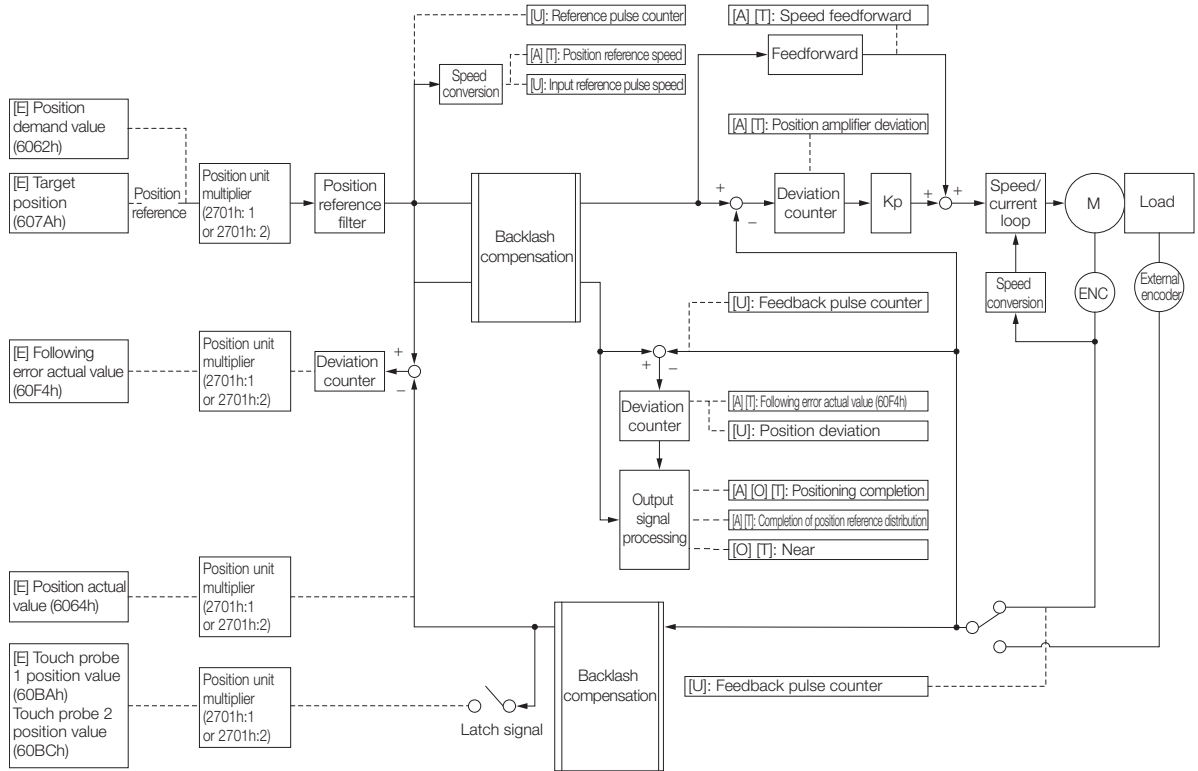 [U]: Reference pulse counter
[A] [T]: Speed feedforward
[A] [T]: Position reference speed
Feedforward
Speed
conversion
[U]: Input reference pulse speed
[E] Position
demand value
(6062h)
[A] [T]: Position amplifier deviation
[E] Target
position
(607Ah)
Position
reference
Position unit
multiplier
(2701h: 1
or 2701h: 2)
Position
reference
filter
Backlash
compensation
+
−
Deviation
counter
Kp
+
+
Speed/
current
loop
M
Load
Speed
conversion
ENC
External
encoder
[U]: Feedback pulse counter
[E] Following
error actual
value (60F4h)
Position unit
multiplier
(2701h:1
or 2701h:2)
Deviation
counter
+
−
+
−
Deviation
counter
[A] [T]: Following error actual value (60F4h)
[U]: Position deviation
Output
signal
processing
[A] [O] [T]: Positioning completion
[A] [T]: Completion of position reference distribution
[O] [T]: Near
[E] Position actual
value (6064h)
Position unit
multiplier
(2701h:1
or 2701h:2)
[E] Touch probe
1 position value
(60BAh)
Touch probe 2
position value
(60BCh)
Position unit
multiplier
(2701h:1
or 2701h:2)
Latch signal
Backlash
compensation
[U]: Feedback pulse counter